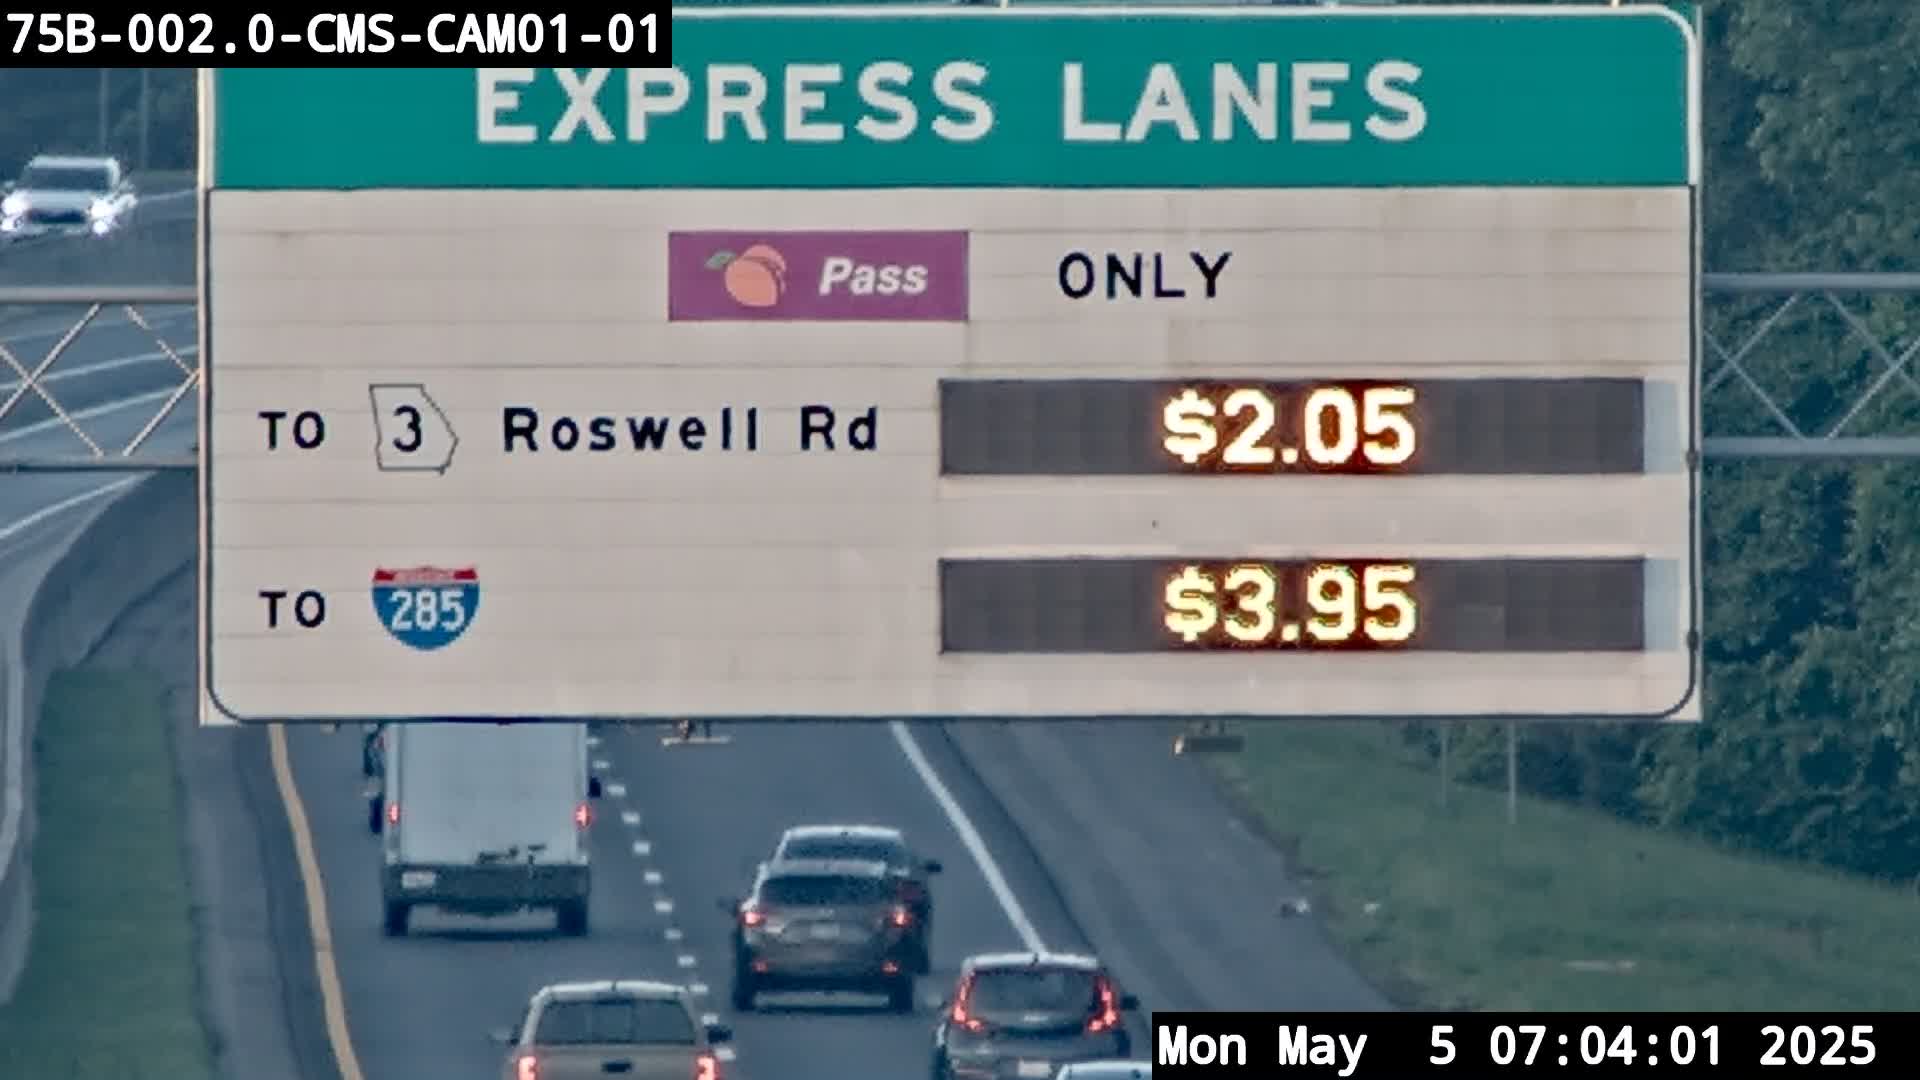 75B-002.0-CMS-CAM01-01
EXPRESS LANES
Pass ONLY
TO 3 Roswell Rd $2.05
TO 285 $3.95
Mon May 5 07:04:01 2025